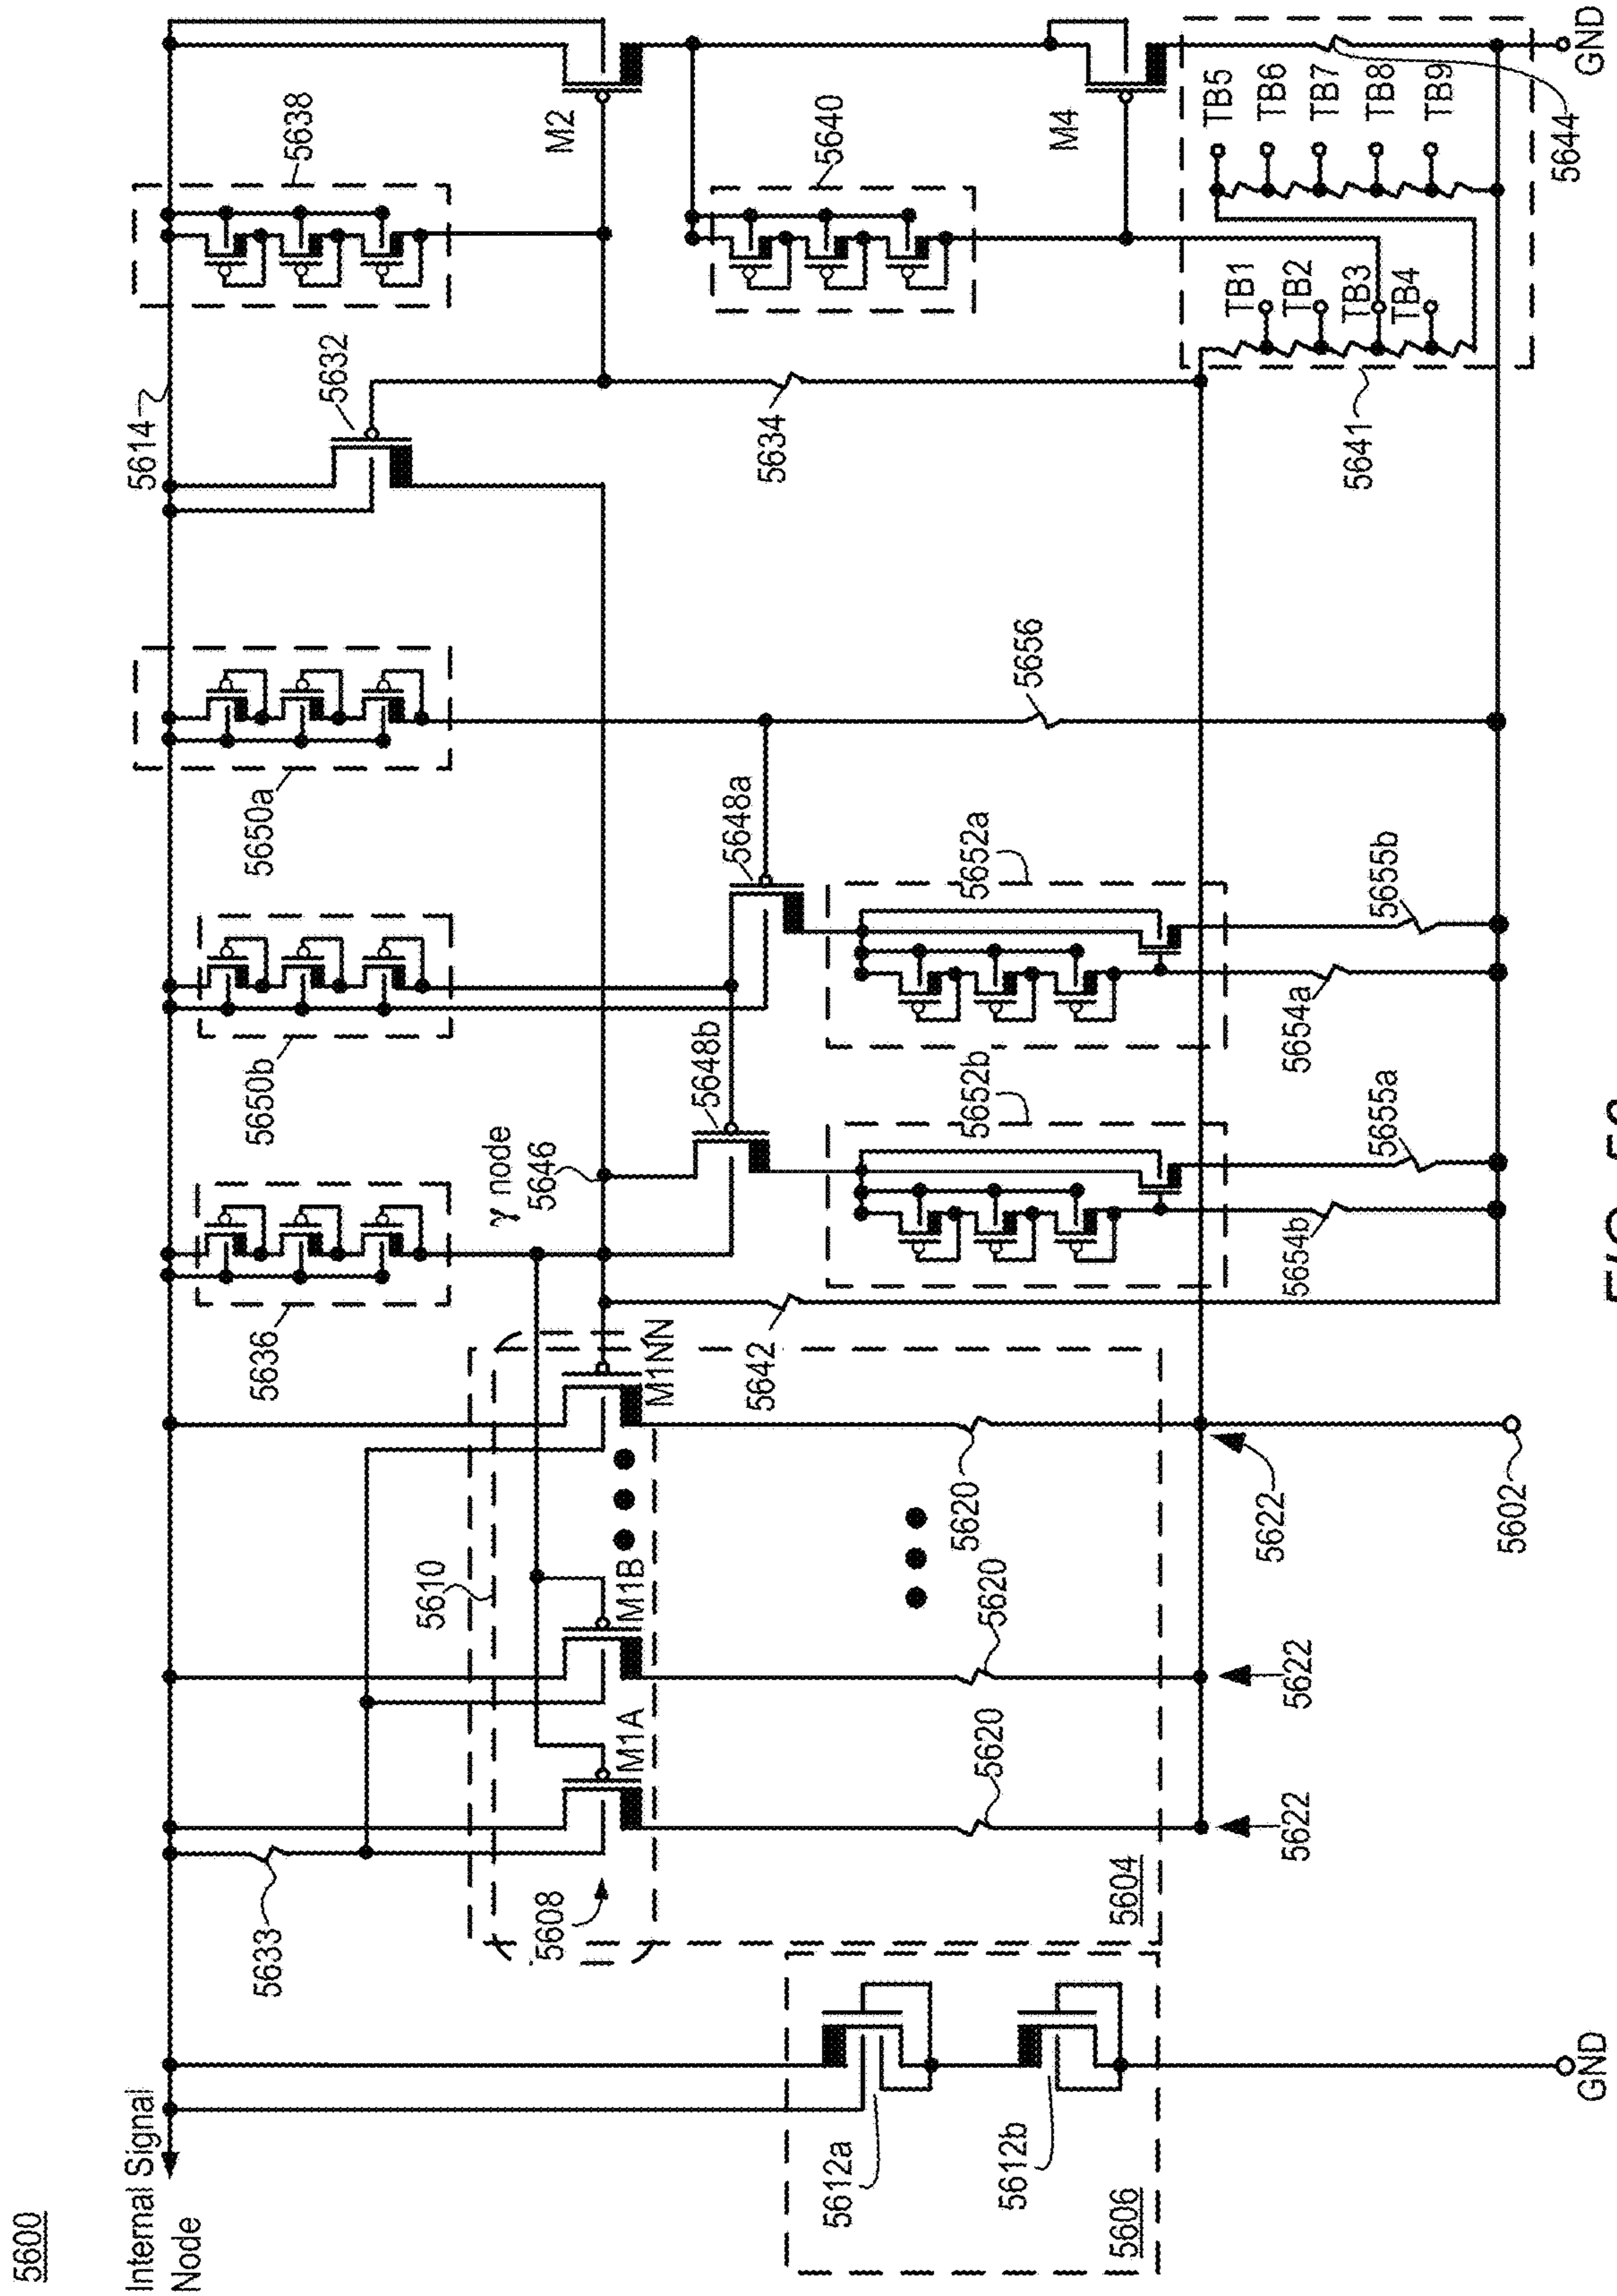 5600
Internal Signal
Node
5614
5638
5632
M2
5640
M4
5634
5641
TB1
TB2
TB3
TB4
TB5
TB6
TB7
TB8
TB9
5644
GND
5650a
5650b
5636
γ node
5646
5648a
5648b
5652a
5652b
5656
5655b
5654a
5655a
5654b
5642
M1NN
M1B
M1A
5610
5608
5633
5620
5620
5620
5622
5622
5622
5602
5604
5612a
5612b
5606
GND